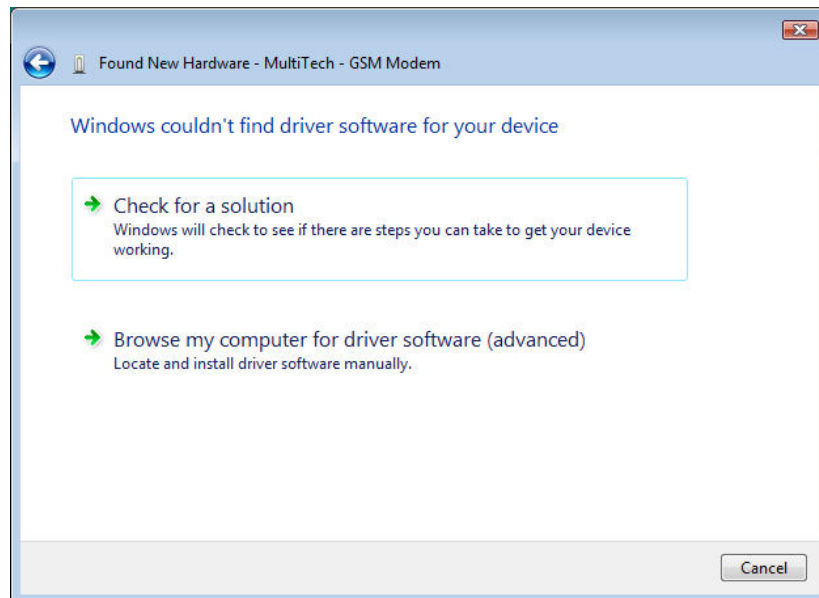 Found New Hardware - MultiTech - GSM Modem
Windows couldn't find driver software for your device
Check for a solution
Windows will check to see if there are steps you can take to get your device
working.
Browse my computer for driver software (advanced)
Locate and install driver software manually.
Cancel